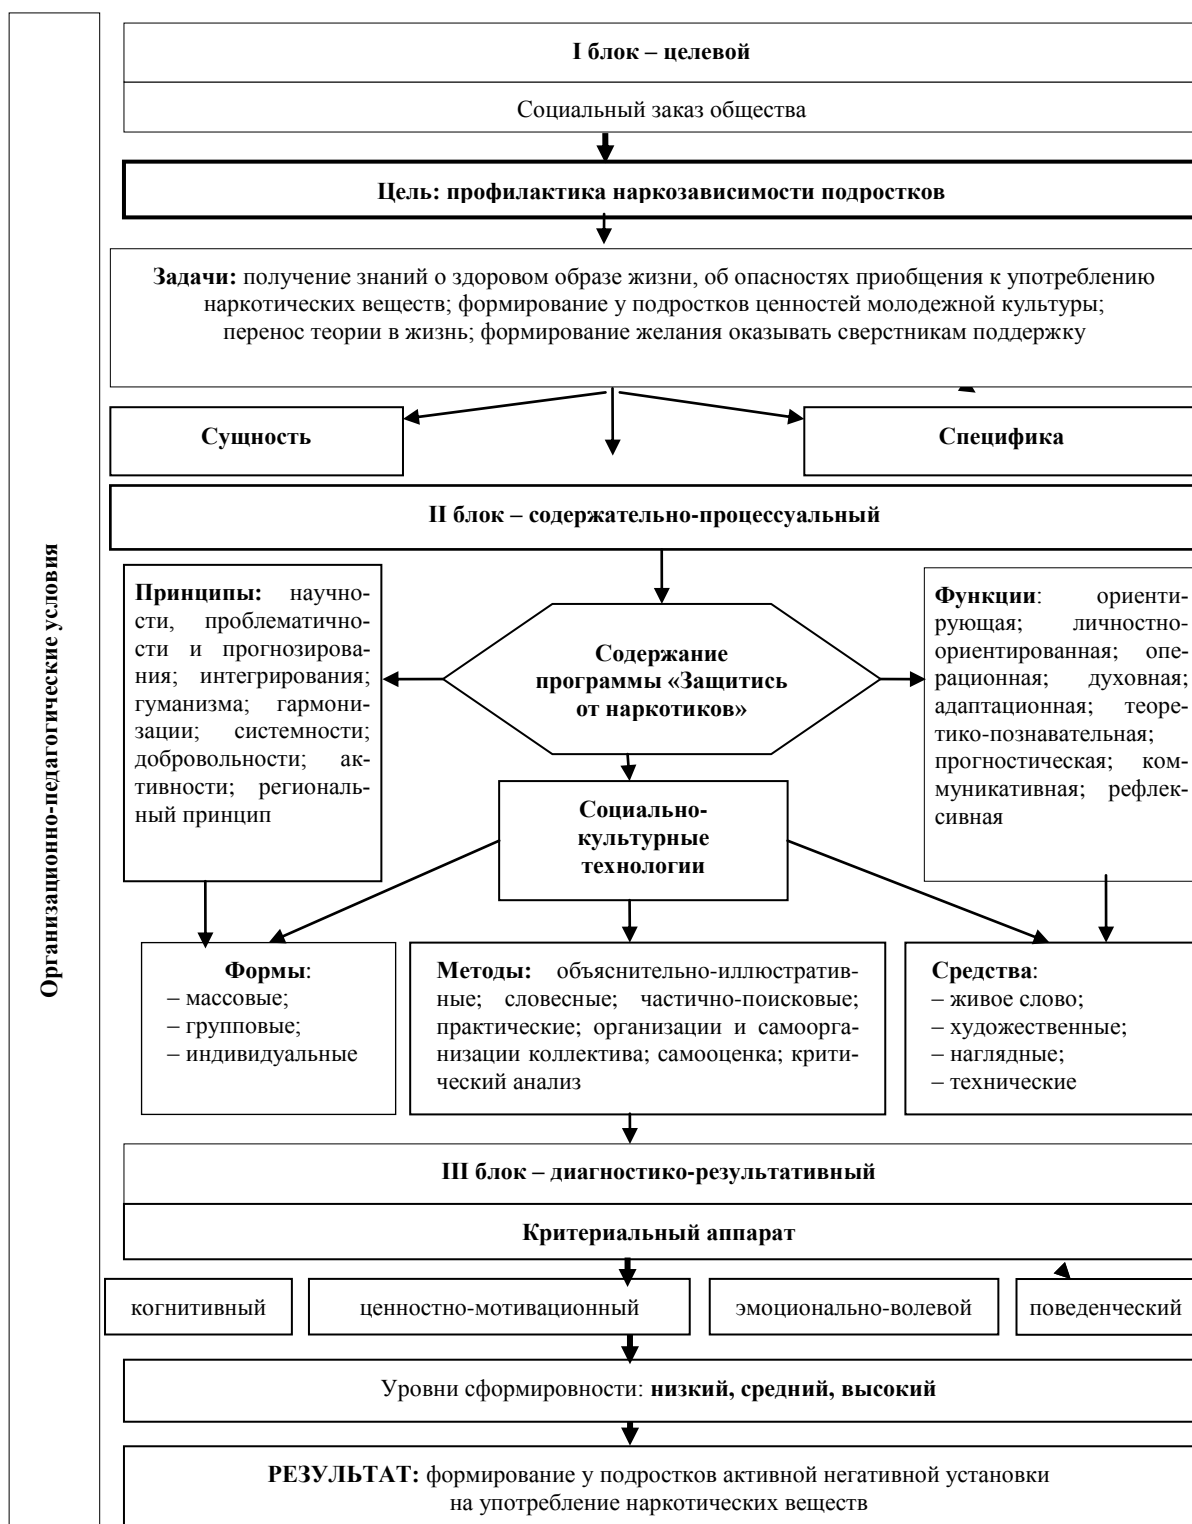 Организационно-педагогические условия
I блок – целевой
Социальный заказ общества
Цель: профилактика наркозависимости подростков
Задачи: получение знаний о здоровом образе жизни, об опасностях приобщения к употреблению
наркотических веществ; формирование у подростков ценностей молодежной культуры;
перенос теории в жизнь; формирование желания оказывать сверстникам поддержку
Сущность
Специфика
II блок – содержательно-процессуальный
Принципы: научно-
сти, проблематично-
сти и прогнозирова-
ния; интегрирования;
гуманизма; гармони-
зации; системности;
добровольности; ак-
тивности; региональ-
ный принцип
Содержание
программы «Защитись
от наркотиков»
Функции: ориенти-
рующая; личностно-
ориентированная; опе-
рационная; духовная;
адаптационная; теоре-
тико-познавательная;
прогностическая; ком-
муникативная; рефлек-
сивная
Социально-
культурные
технологии
Формы:
– массовые;
– групповые;
– индивидуальные
Методы: объяснительно-иллюстратив-
ные; словесные; частично-поисковые;
практические; организации и самоорга-
низации коллектива; самооценка; крити-
ческий анализ
Средства:
– живое слово;
– художественные;
– наглядные;
– технические
III блок – диагностико-результативный
Критериальный аппарат
когнитивный
ценностно-мотивационный
эмоционально-волевой
поведенческий
Уровни сформировности: низкий, средний, высокий
РЕЗУЛЬТАТ: формирование у подростков активной негативной установки
на употребление наркотических веществ